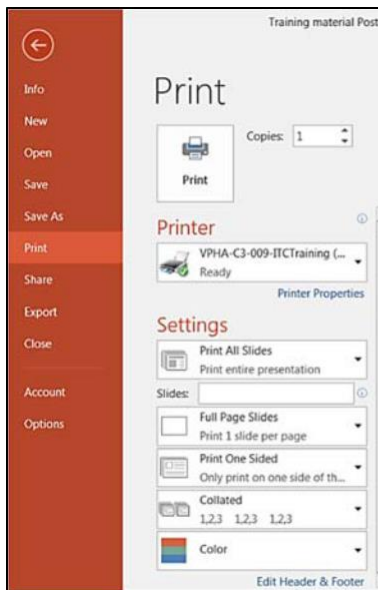 Training material Post
Info
New
Open
Save
Save As
Print
Share
Export
Close
Account
Options
Print
Print
Copies: 1
Printer
VPHA-C3-009-ITCTraining (...
Ready
Printer Properties
Settings
Print All Slides
Print entire presentation
Slides:
Full Page Slides
Print 1 slide per page
Print One Sided
Only print on one side of th...
Collated
1,2,3 1,2,3 1,2,3
Color
Edit Header & Footer